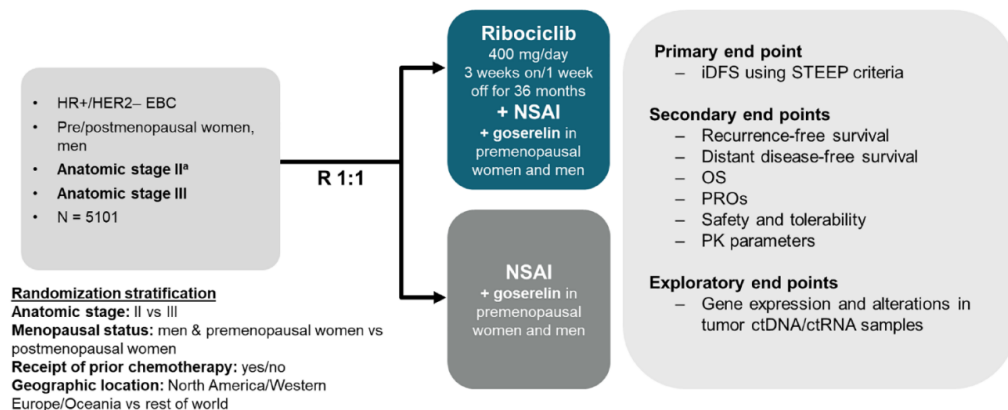 • HR+/HER2– EBC
• Pre/postmenopausal women,
men
• Anatomic stage IIᵃ
• Anatomic stage III
• N = 5101
Randomization stratification
Anatomic stage: II vs III
Menopausal status: men & premenopausal women vs
postmenopausal women
Receipt of prior chemotherapy: yes/no
Geographic location: North America/Western
Europe/Oceania vs rest of world
R 1:1
Ribociclib
400 mg/day
3 weeks on/1 week
off for 36 months
+ NSAI
+ goserelin in
premenopausal
women and men
NSAI
+ goserelin in
premenopausal
women and men
Primary end point
– iDFS using STEEP criteria
Secondary end points
– Recurrence-free survival
– Distant disease-free survival
– OS
– PROs
– Safety and tolerability
– PK parameters
Exploratory end points
– Gene expression and alterations in
tumor ctDNA/ctRNA samples